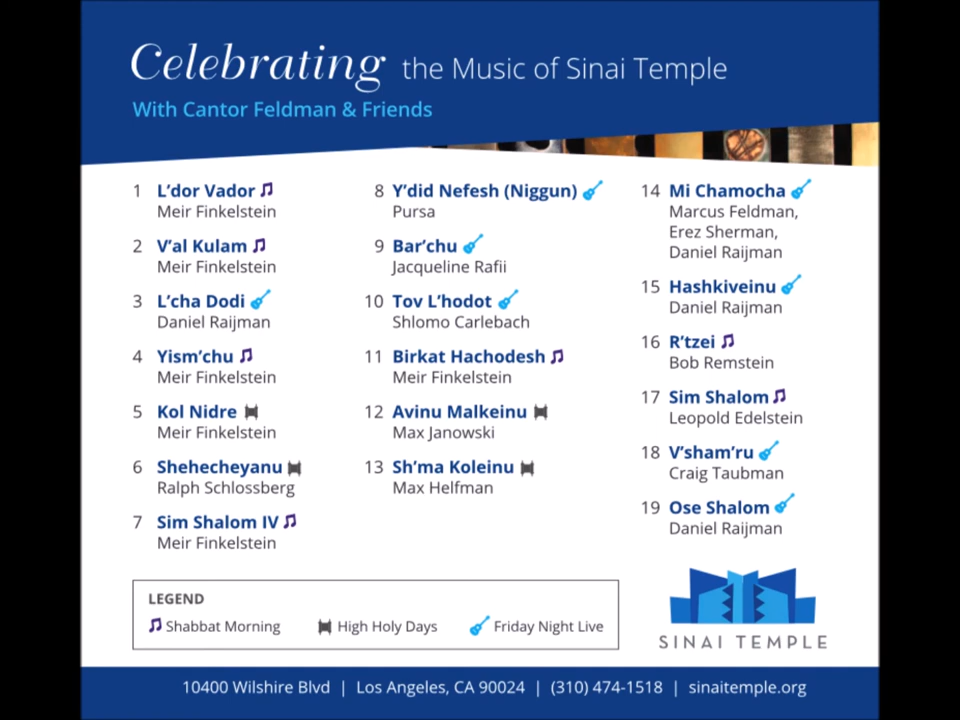 Celebrating the Music of Sinai Temple
With Cantor Feldman & Friends
1 L’dor Vador
Meir Finkelstein
2 V’al Kulam
Meir Finkelstein
3 L’cha Dodi
Daniel Raijman
4 Yism’chu
Meir Finkelstein
5 Kol Nidre
Meir Finkelstein
6 Shehecheyanu
Ralph Schlossberg
7 Sim Shalom IV
Meir Finkelstein
8 Y’did Nefesh (Niggun)
Pursa
9 Bar’chu
Jacqueline Rafii
10 Tov L’hodot
Shlomo Carlebach
11 Birkat Hachodesh
Meir Finkelstein
12 Avinu Malkeinu
Max Janowski
13 Sh’ma Koleinu
Max Helfman
14 Mi Chamocha
Marcus Feldman,
Erez Sherman,
Daniel Raijman
15 Hashkiveinu
Daniel Raijman
16 R’tzei
Bob Remstein
17 Sim Shalom
Leopold Edelstein
18 V’sham’ru
Craig Taubman
19 Ose Shalom
Daniel Raijman
LEGEND
Shabbat Morning High Holy Days Friday Night Live
SINAI TEMPLE
10400 Wilshire Blvd | Los Angeles, CA 90024 | (310) 474-1518 | sinaitemple.org